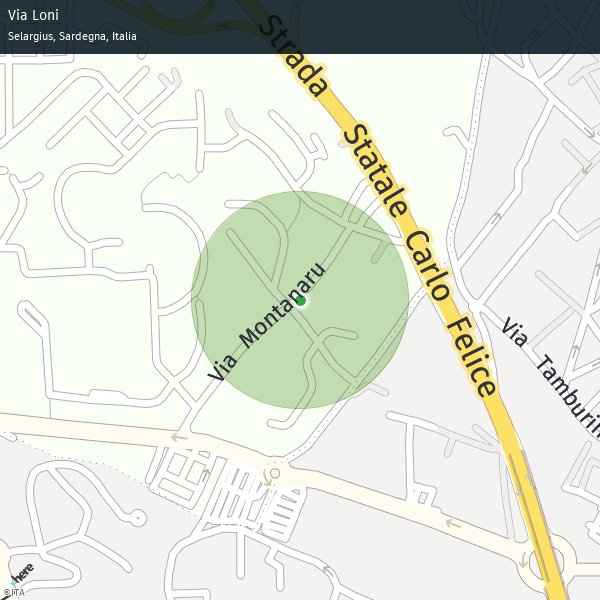 Via Loni
Selargius, Sardegna, Italia
Strada Statale Carlo Felice
Via Montanaru
Via Tamburin
here
©ITA